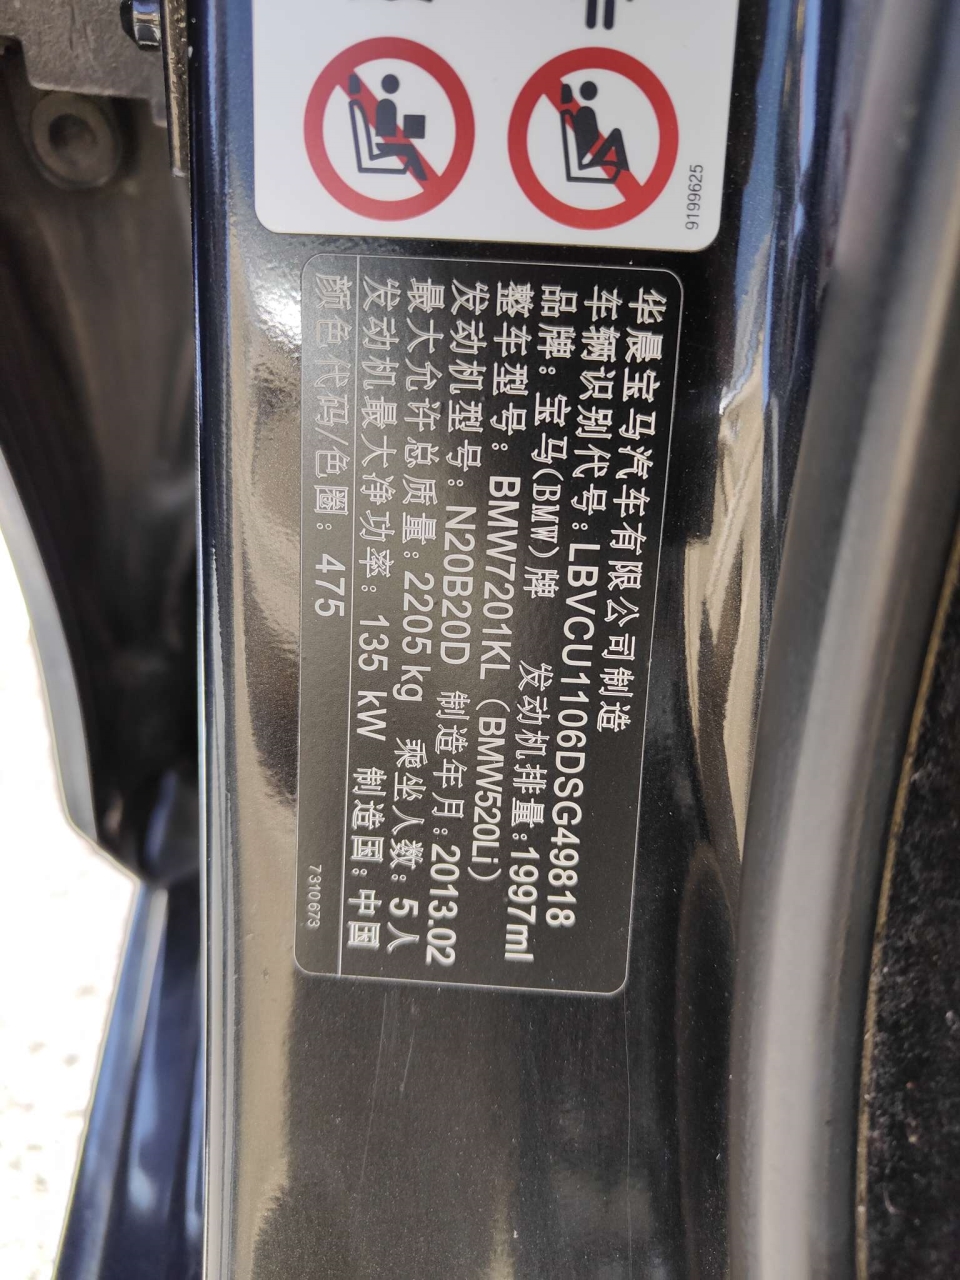 9199625
华晨宝马汽车有限公司制造
车辆识别代号:LBVCU1106DSG49818
品牌:宝马(BMW)牌 发动机排量:1997ml
整车型号:BMW7201KL(BMW520Li)
发动机型号:N20B20D 制造年月:2013.02
最大允许总质量:2205kg 乘坐人数:5人
发动机最大净功率:135kW 制造国:中国
颜色代码/色圈:475
7310673